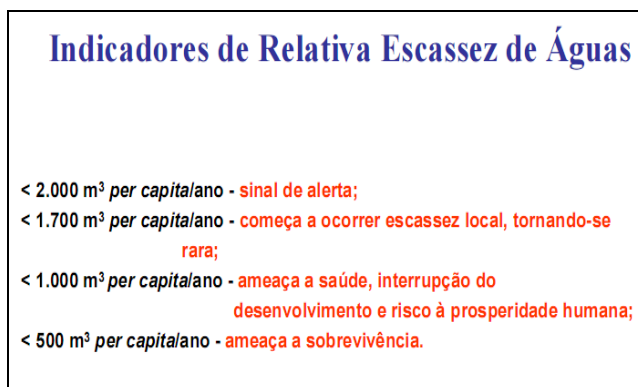 Indicadores de Relativa Escassez de Águas
< 2.000 m³ per capita/ano - sinal de alerta;
< 1.700 m³ per capita/ano - começa a ocorrer escassez local, tornando-se
rara;
< 1.000 m³ per capita/ano - ameaça a saúde, interrupção do
desenvolvimento e risco à prosperidade humana;
< 500 m³ per capita/ano - ameaça a sobrevivência.